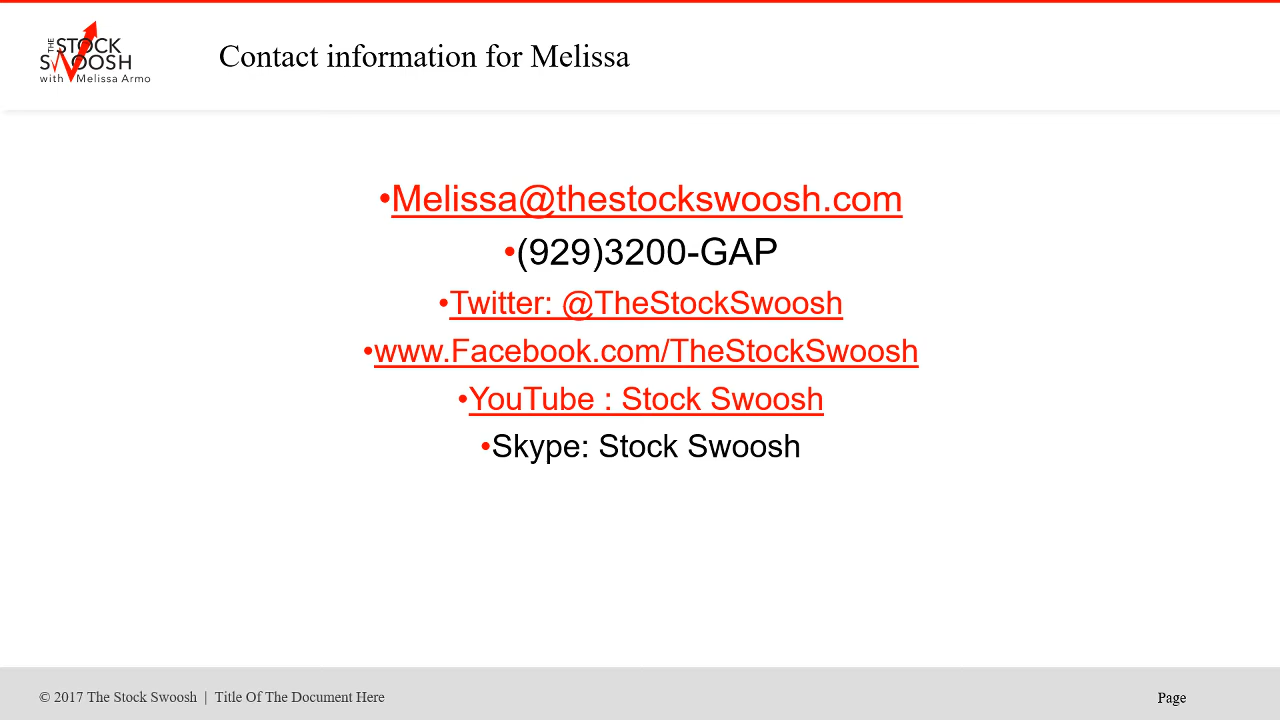 THE STOCK
SWOOSH
with Melissa Armo
Contact information for Melissa
•Melissa@thestockswoosh.com
•(929)3200-GAP
•Twitter: @TheStockSwoosh
•www.Facebook.com/TheStockSwoosh
•YouTube : Stock Swoosh
•Skype: Stock Swoosh
© 2017 The Stock Swoosh | Title Of The Document Here
Page